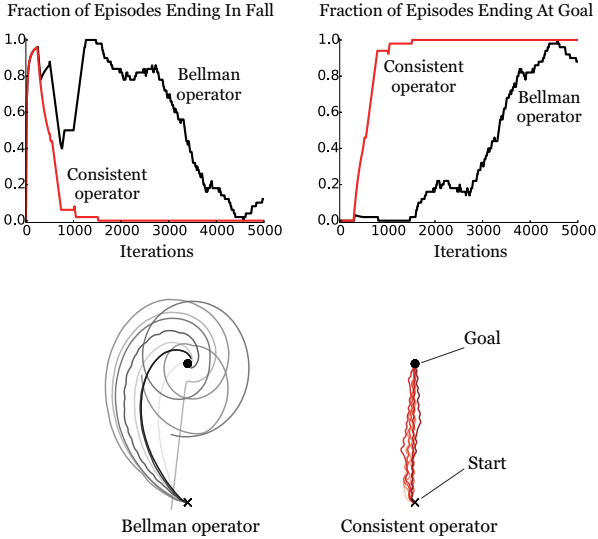 Fraction of Episodes Ending In Fall
1.0
0.8
0.6
0.4
0.2
0.0
0 1000 2000 3000 4000 5000
Iterations
Bellman
operator
Consistent
operator
Fraction of Episodes Ending At Goal
1.0
0.8
0.6
0.4
0.2
0.0
0 1000 2000 3000 4000 5000
Iterations
Consistent
operator
Bellman
operator
Goal
Start
Bellman operator
Consistent operator